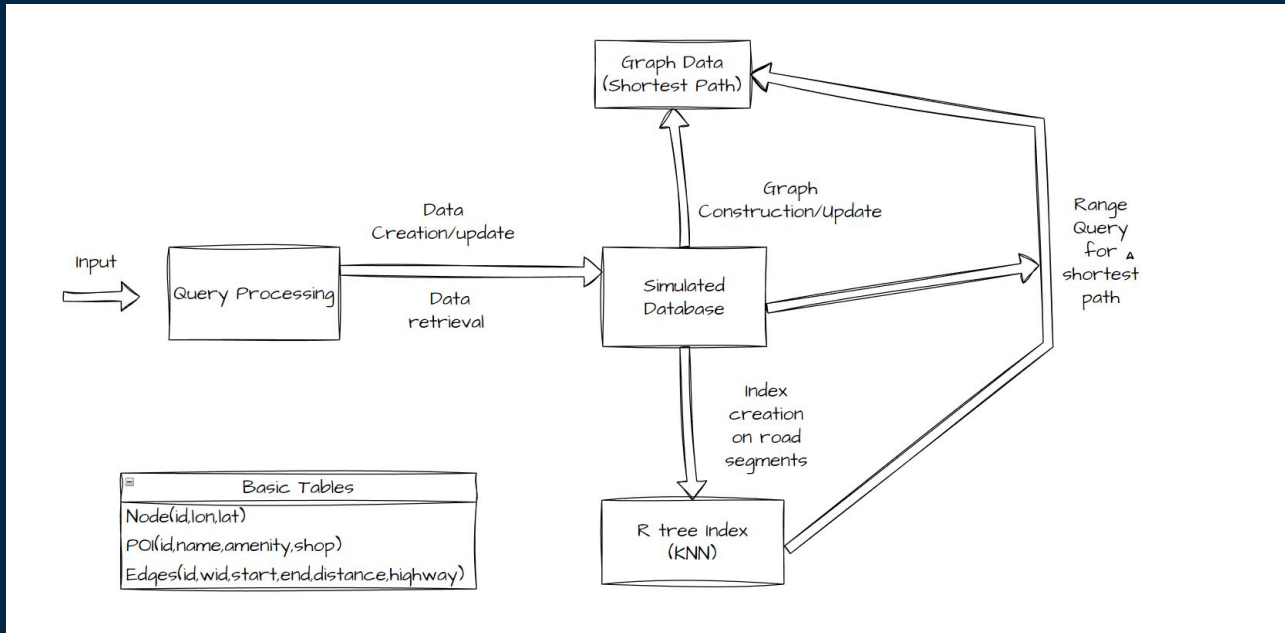 Graph Data
(Shortest Path)
Graph
Construction/Update
Data
Creation/update
Input
Query Processing
Data
retrieval
Simulated
Database
Range
Query
for A
shortest
path
Index
creation
on road
segments
R tree Index
(KNN)
Basic Tables
Node(id,lon,lat)
POI(id,name,amenity,shop)
Edges(id,wid,start,end,distance,highway)